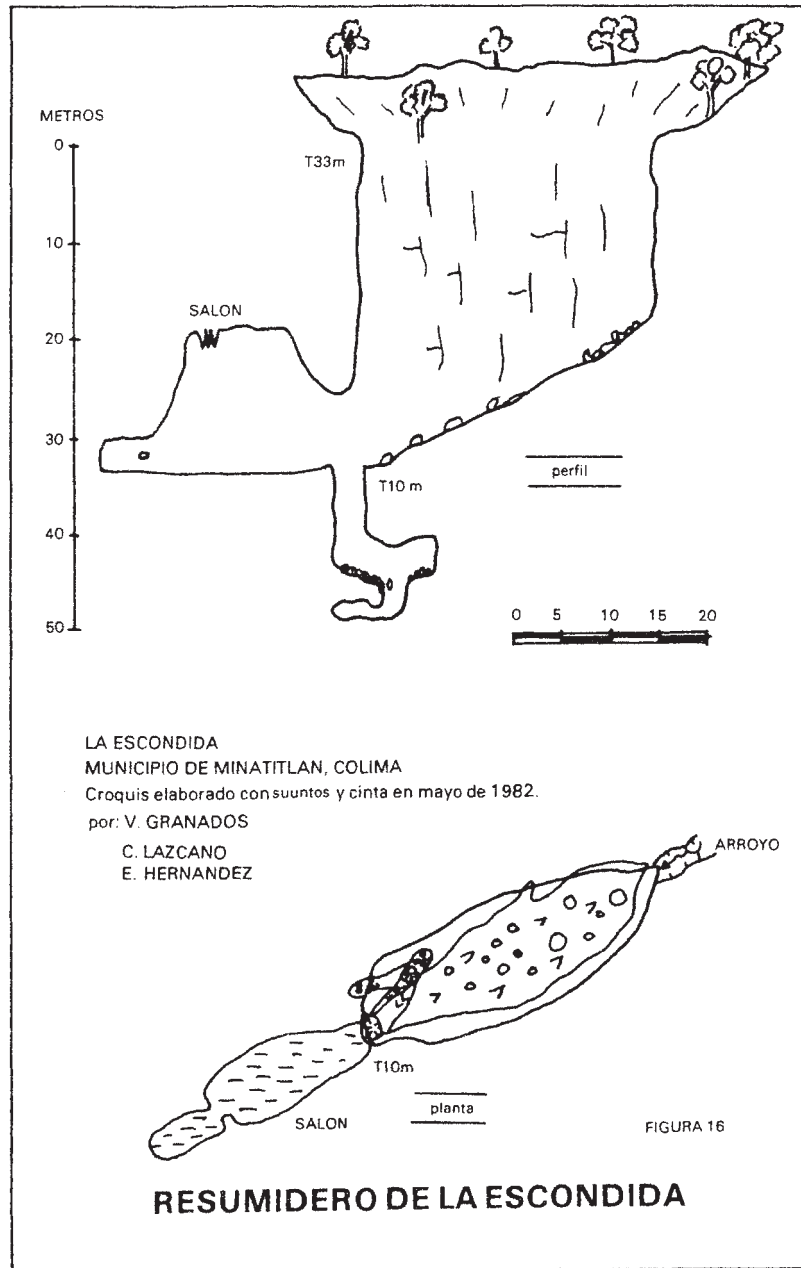 METROS
0
T33m
10
SALON
20
30
perfil
T10 m
40
50
0 5 10 15 20
LA ESCONDIDA
MUNICIPIO DE MINATITLAN, COLIMA
Croquis elaborado con suuntos y cinta en mayo de 1982.
por: V. GRANADOS
C. LAZCANO
E. HERNANDEZ
ARROYO
T10m
planta
SALON
FIGURA 16
RESUMIDERO DE LA ESCONDIDA